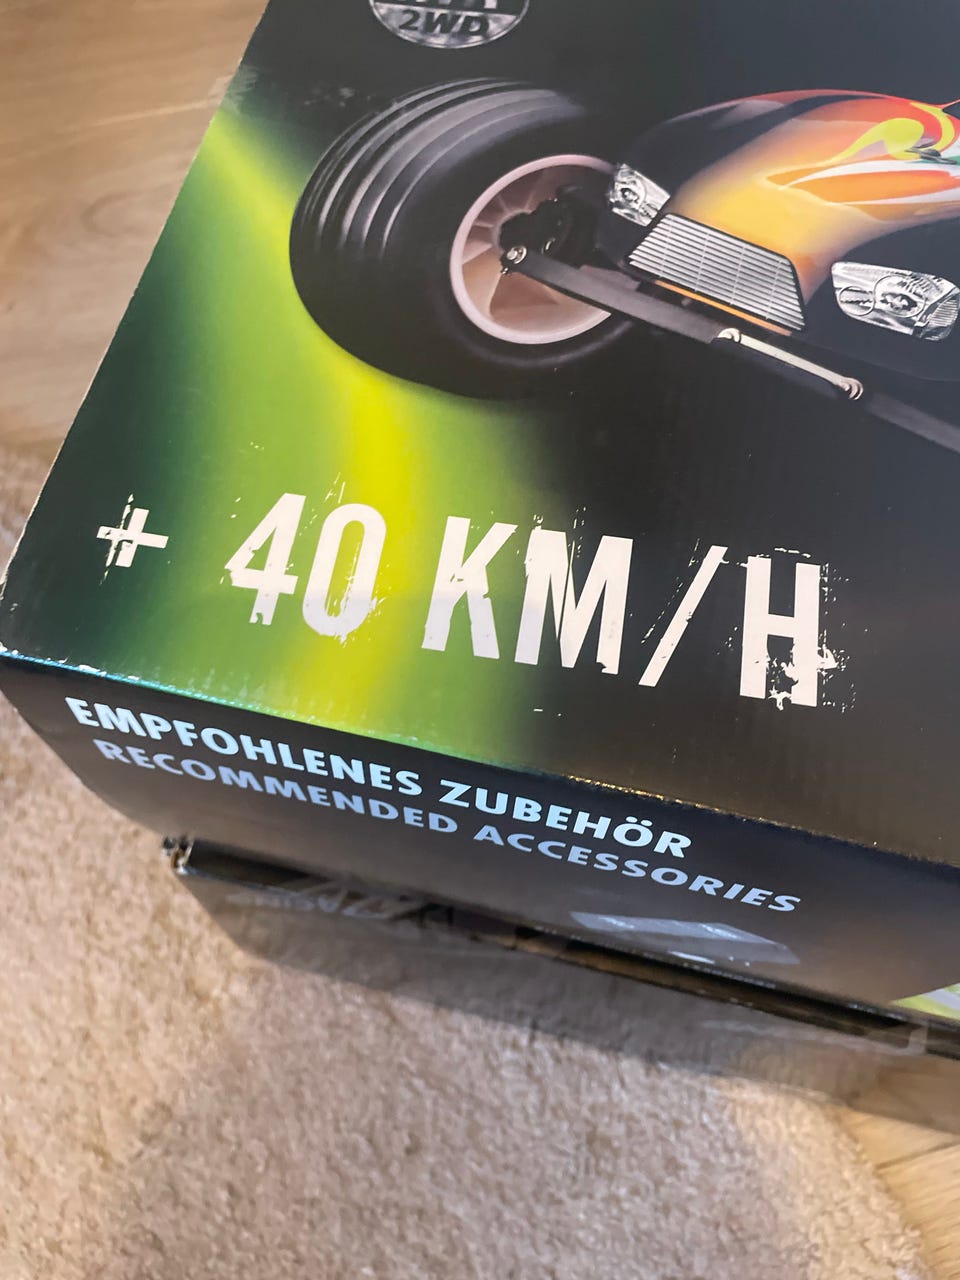 2WD
+ 40 KM/H
EMPFOHLENES ZUBEHÖR
RECOMMENDED ACCESSORIES